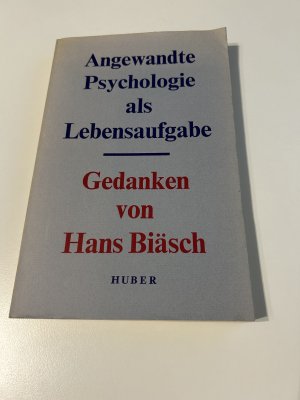 Angewandte
Psychologie
als
Lebensaufgabe
Gedanken
von
Hans Biäsch
HUBER